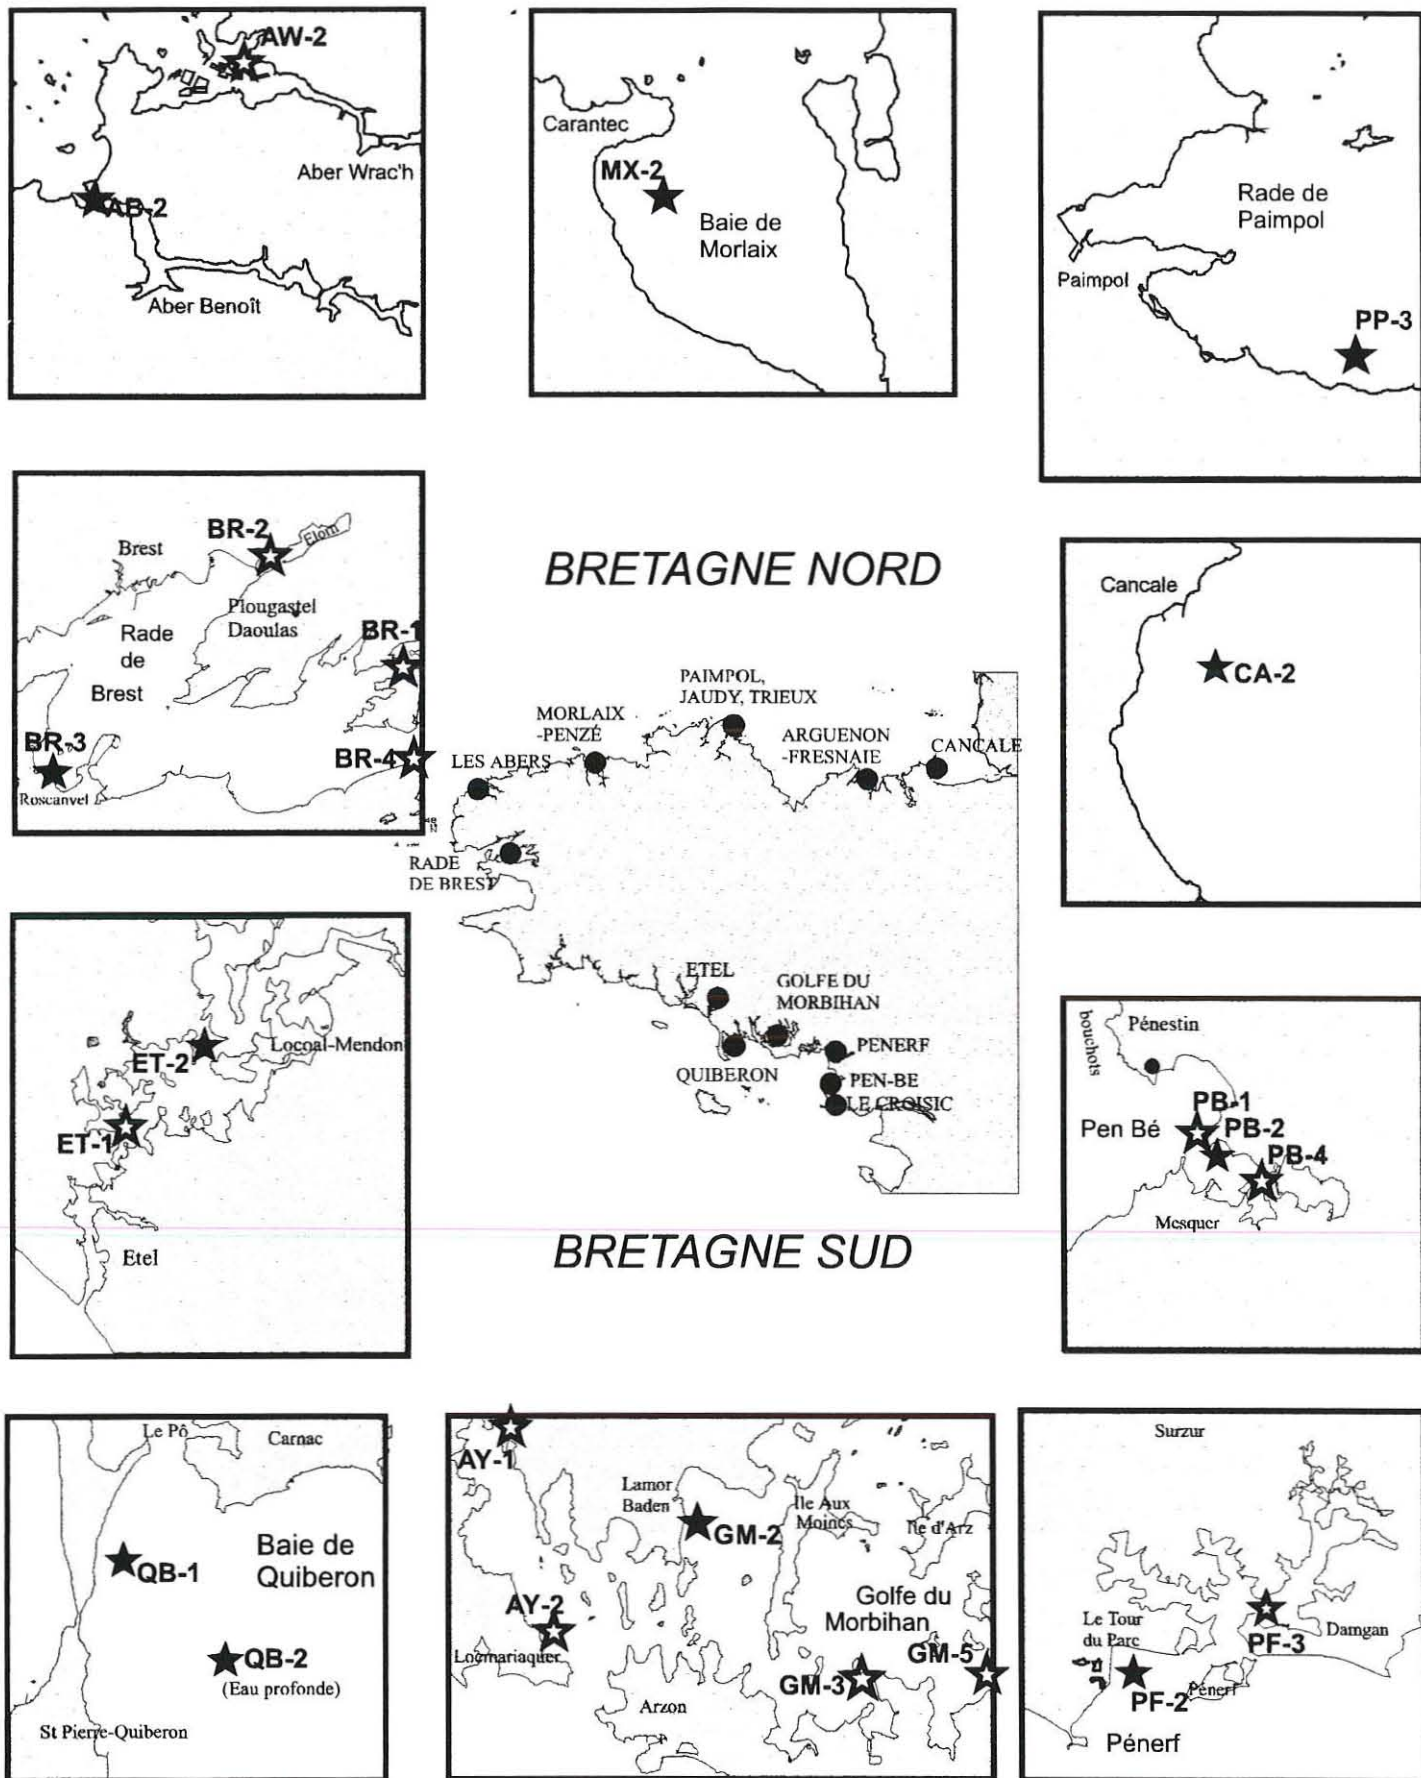 AW-2
Aber Wrac'h
AB-2
Aber Benoît
Carantec
MX-2
Baie de
Morlaix
Rade de
Paimpol
Paimpol
PP-3
BR-2
Elorn
Brest
Plougastel
Daoulas
Rade
de
Brest
BR-1
BR-3
BR-4
Roscanvel
BRETAGNE NORD
Cancale
CA-2
PAIMPOL,
JAUDY, TRIEUX
MORLAIX
-PENZÉ
ARGUENON
-FRESNAIE
CANCALE
LES ABERS
RADE
DE BREST
ETEL
GOLFE DU
MORBIHAN
PENERF
QUIBERON
PEN-BE
LE CROISIC
ET-2
Locoal-Mendon
ET-1
Etel
bouchots
Pénestin
PB-1
Pen Bé
PB-2
PB-4
Mesquer
BRETAGNE SUD
Le Pô
Carnac
QB-1
Baie de
Quiberon
QB-2
(Eau profonde)
St Pierre-Quiberon
AY-1
Lamor
Baden
GM-2
Ile Aux
Moines
Ile d'Arz
AY-2
Locmariaquer
Golfe du
Morbihan
GM-5
GM-3
Arzon
Surzur
Le Tour
du Parc
PF-3
Damgan
PF-2
Pénerf
Pénerf